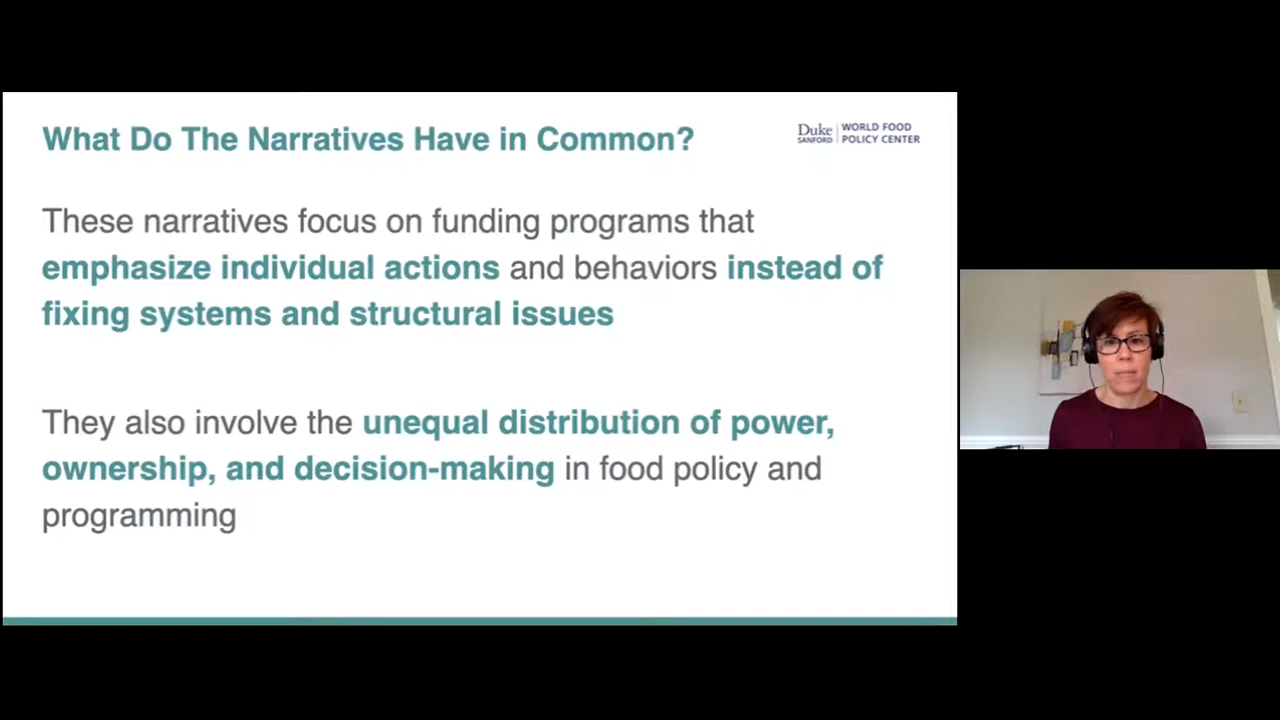 What Do The Narratives Have in Common?
Duke
SANFORD
WORLD FOOD
POLICY CENTER
These narratives focus on funding programs that
emphasize individual actions and behaviors instead of
fixing systems and structural issues
They also involve the unequal distribution of power,
ownership, and decision-making in food policy and
programming